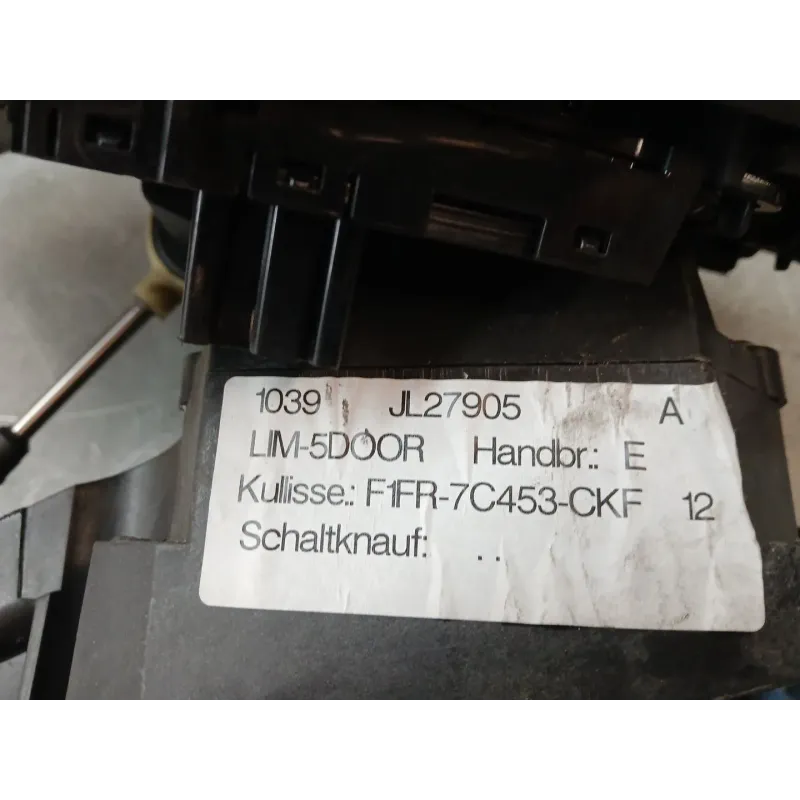 1039 JL27905 A
LIM-5DOOR Handbr.: E
Kullisse.: F1FR-7C453-CKF 12
Schaltknauf: . .